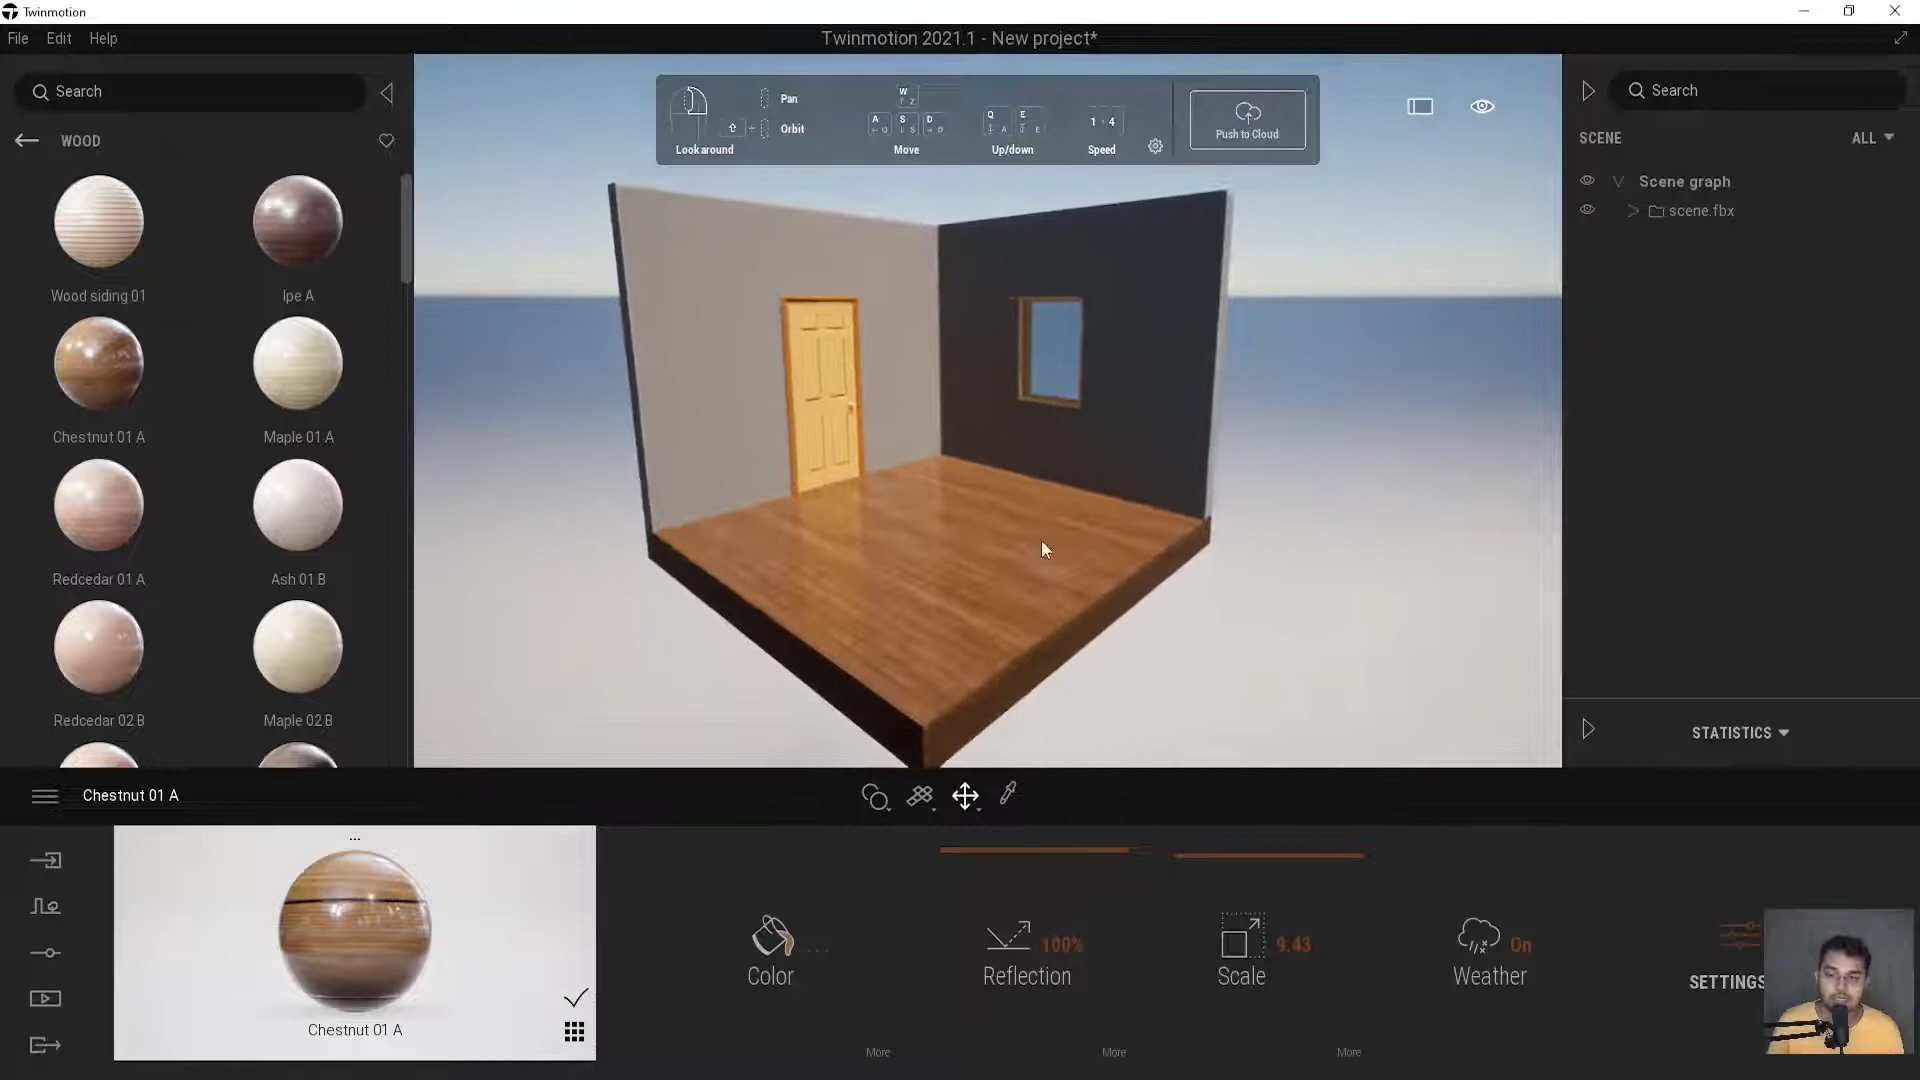 Twinmotion
File Edit Help
Twinmotion 2021.1 - New project*
Search
WOOD
Wood siding 01
Ipe A
Chestnut 01 A
Maple 01 A
Redcedar 01 A
Ash 01 B
Redcedar 02 B
Maple 02 B
Pan
Orbit
Look around
W
A S D
Move
Q E
Up/down
1 - 4
Speed
Push to Cloud
Search
SCENE
ALL
Scene graph
scene.fbx
STATISTICS
Chestnut 01 A
...
Chestnut 01 A
Color ...
Reflection 100%
Scale 9.43
Weather On
SETTINGS
More
More
More